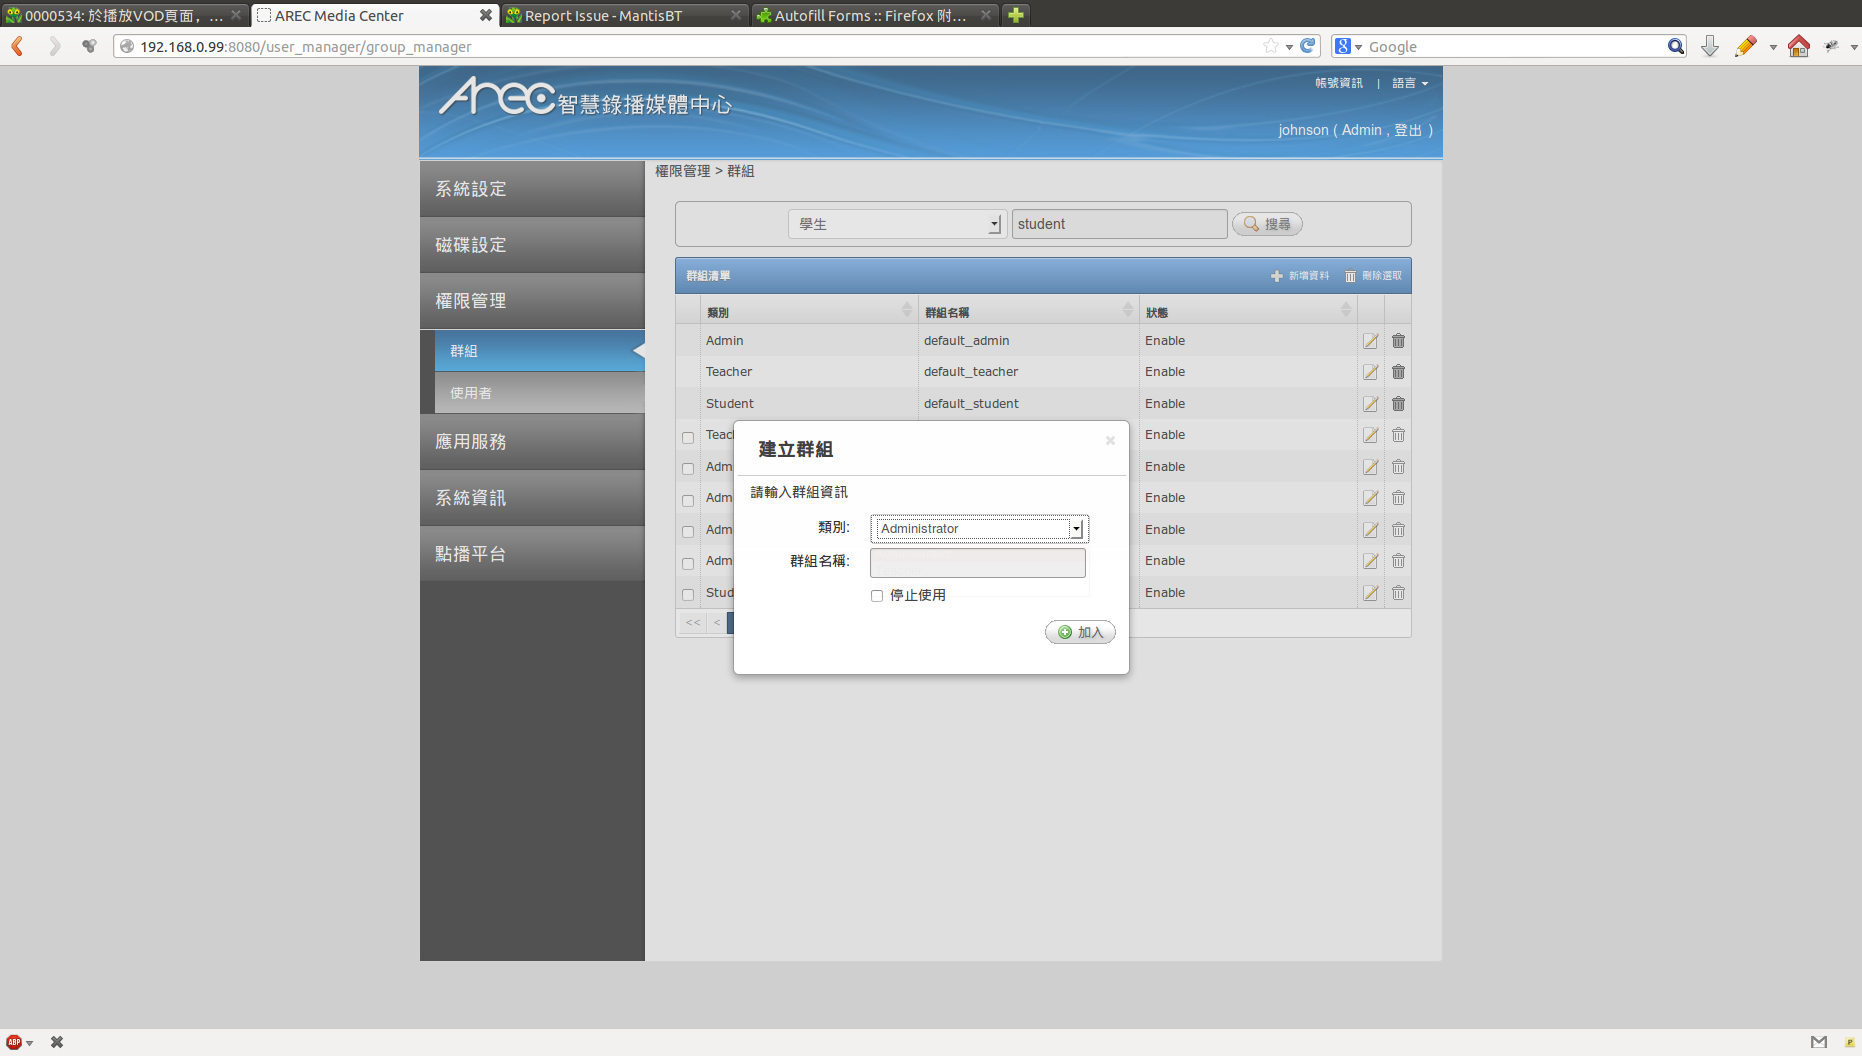 0000534: 於播放VOD頁面，...
AREC Media Center
Report Issue - MantisBT
Autofill Forms :: Firefox 附...
192.168.0.99:8080/user_manager/group_manager
Google
AREC智慧錄播媒體中心
帳號資訊 | 語言
johnson ( Admin , 登出 )
系統設定
磁碟設定
權限管理
群組
使用者
應用服務
系統資訊
點播平台
權限管理 > 群組
學生
student
搜尋
群組清單
新增資料
刪除選取
類別 群組名稱 狀態
Admin default_admin Enable
Teacher default_teacher Enable
Student default_student Enable
Teac Enable
Adm Enable
Adm Enable
Adm Enable
Adm Enable
Stud Enable
<< <
建立群組
請輸入群組資訊
類別: Administrator
群組名稱:
停止使用
加入
ABP